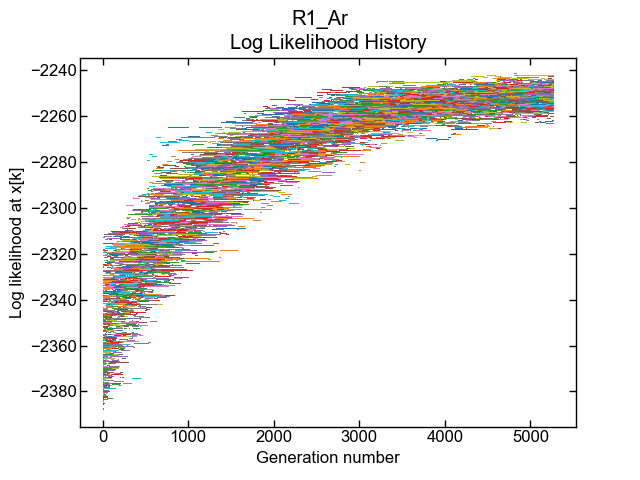 R1_Ar
Log Likelihood History
Log likelihood at x[k]
−2240
−2260
−2280
−2300
−2320
−2340
−2360
−2380
0 1000 2000 3000 4000 5000
Generation number